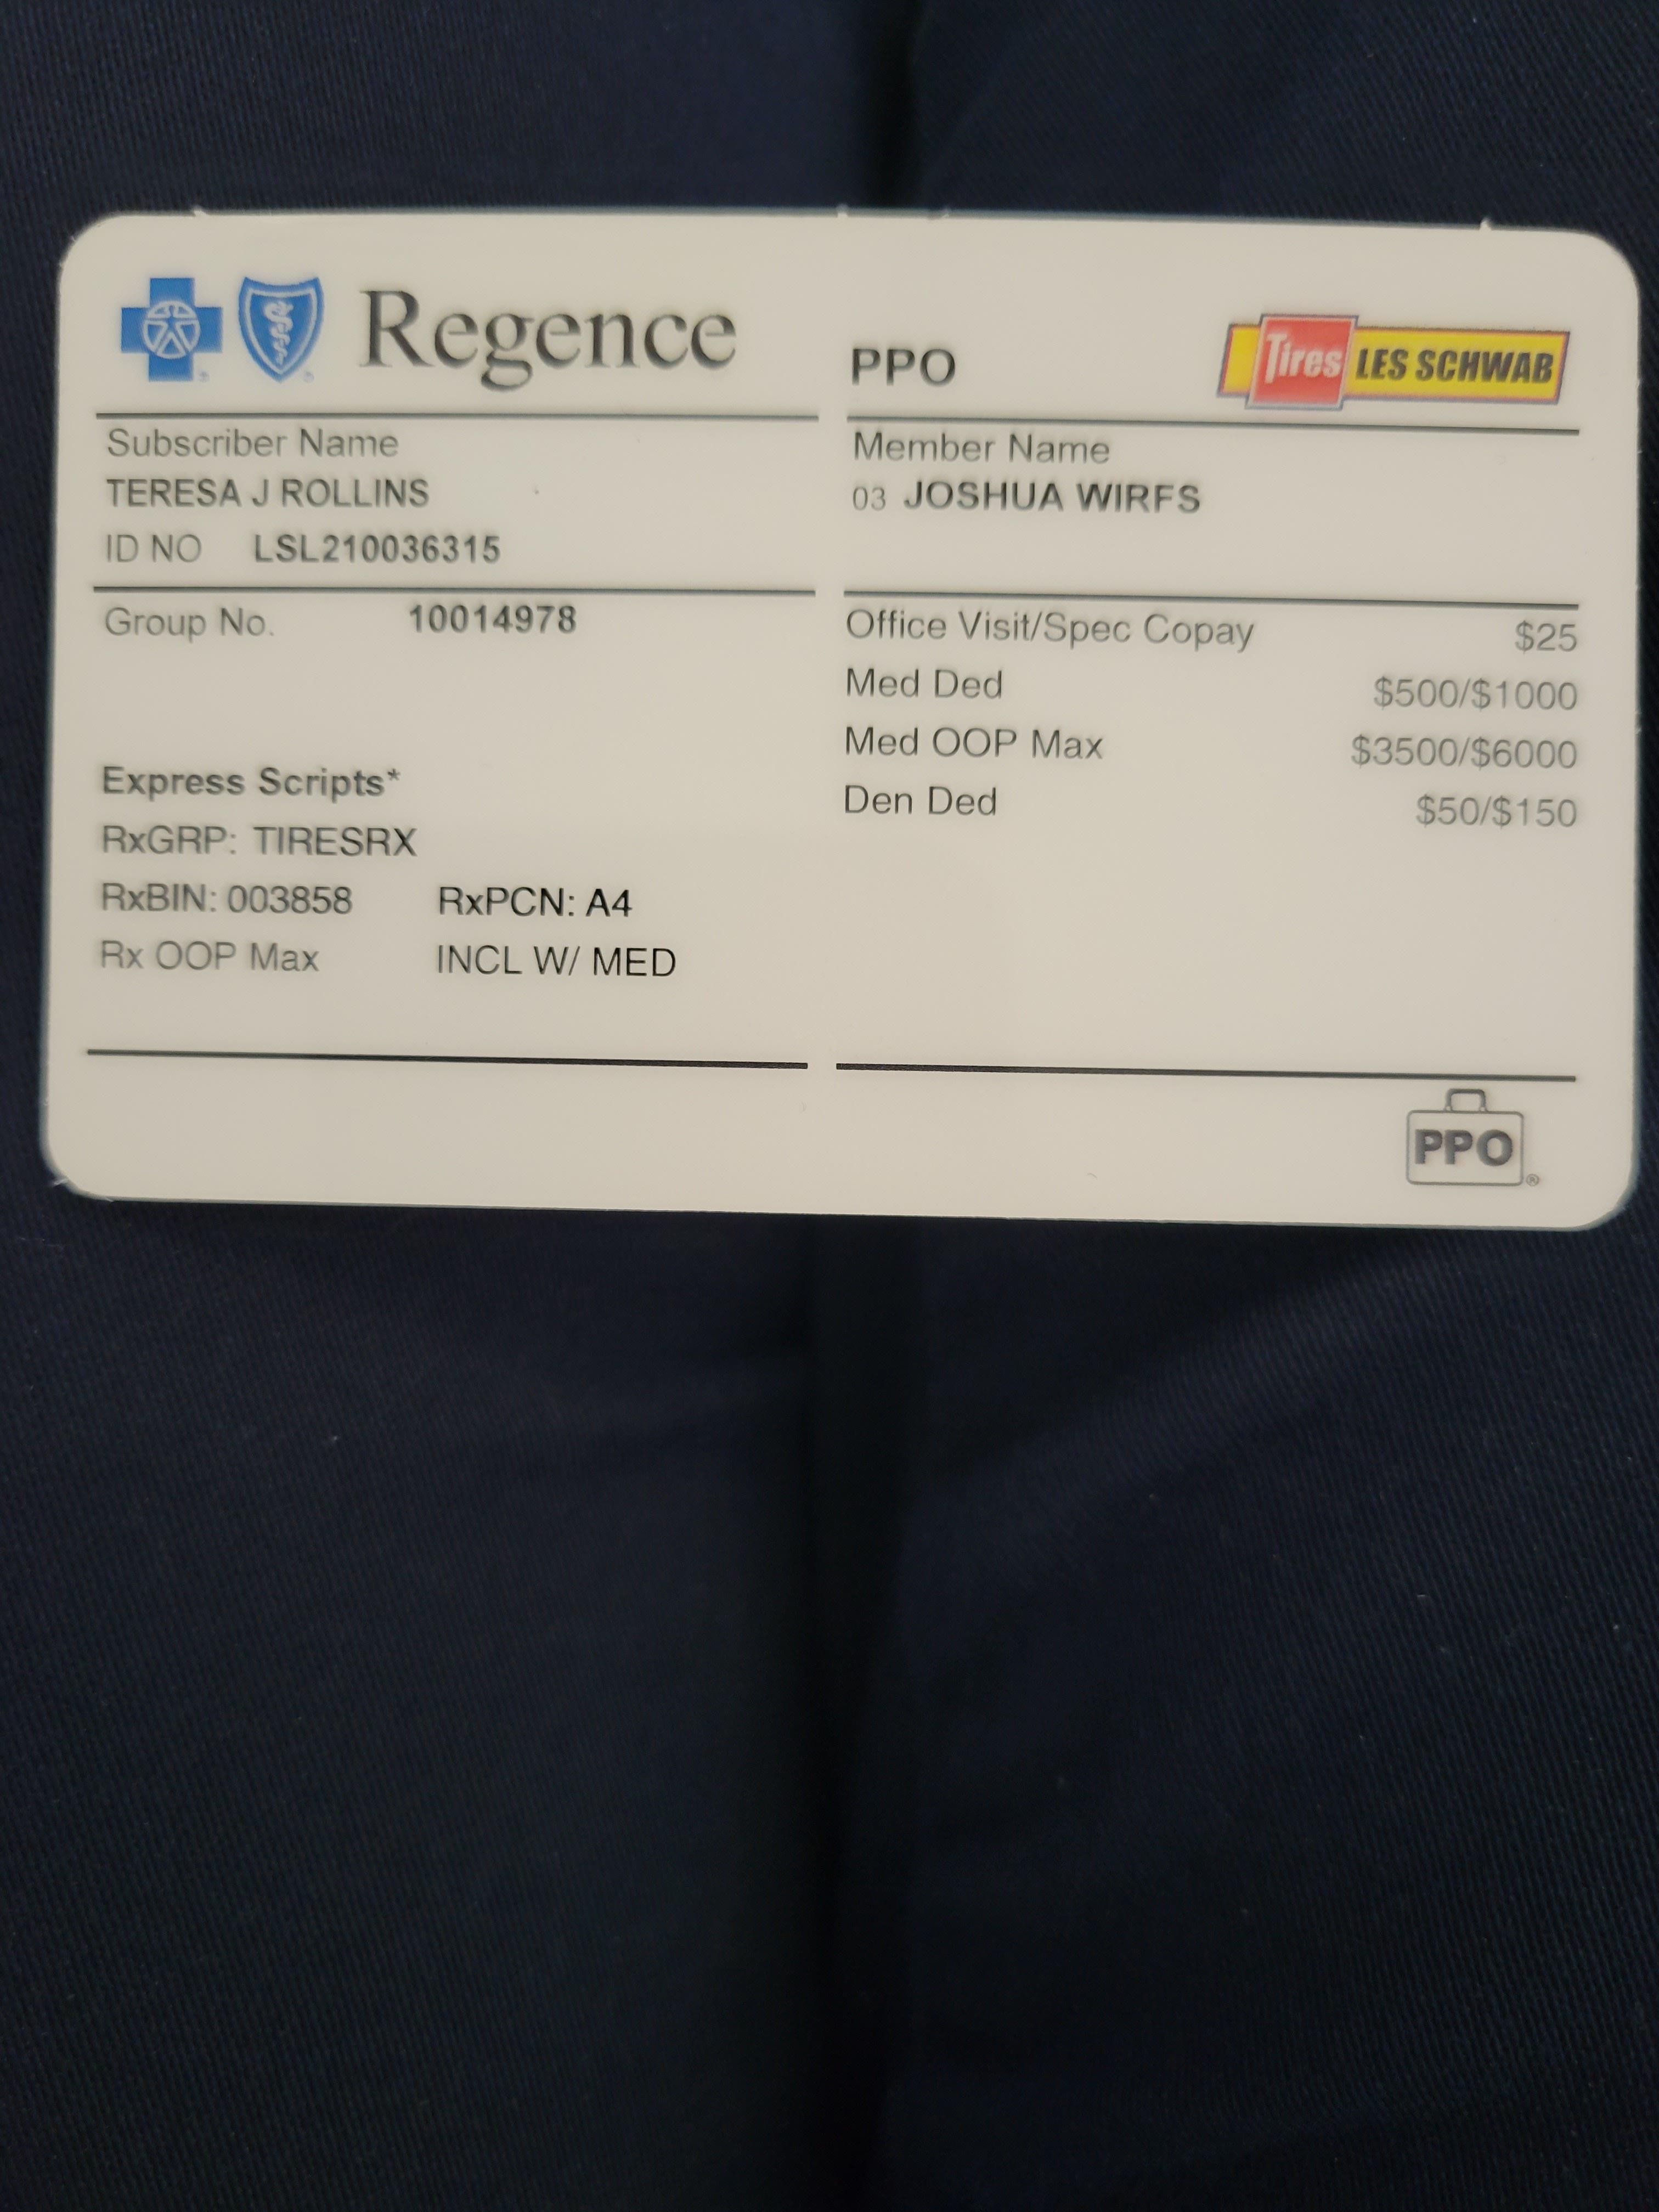 Regence
PPO
Tires LES SCHWAB
Subscriber Name
TERESA J ROLLINS
ID NO LSL210036315
Member Name
03 JOSHUA WIRFS
Group No. 10014978
Express Scripts*
RxGRP: TIRESRX
RxBIN: 003858 RxPCN: A4
Rx OOP Max INCL W/ MED
Office Visit/Spec Copay $25
Med Ded $500/$1000
Med OOP Max $3500/$6000
Den Ded $50/$150
PPO®